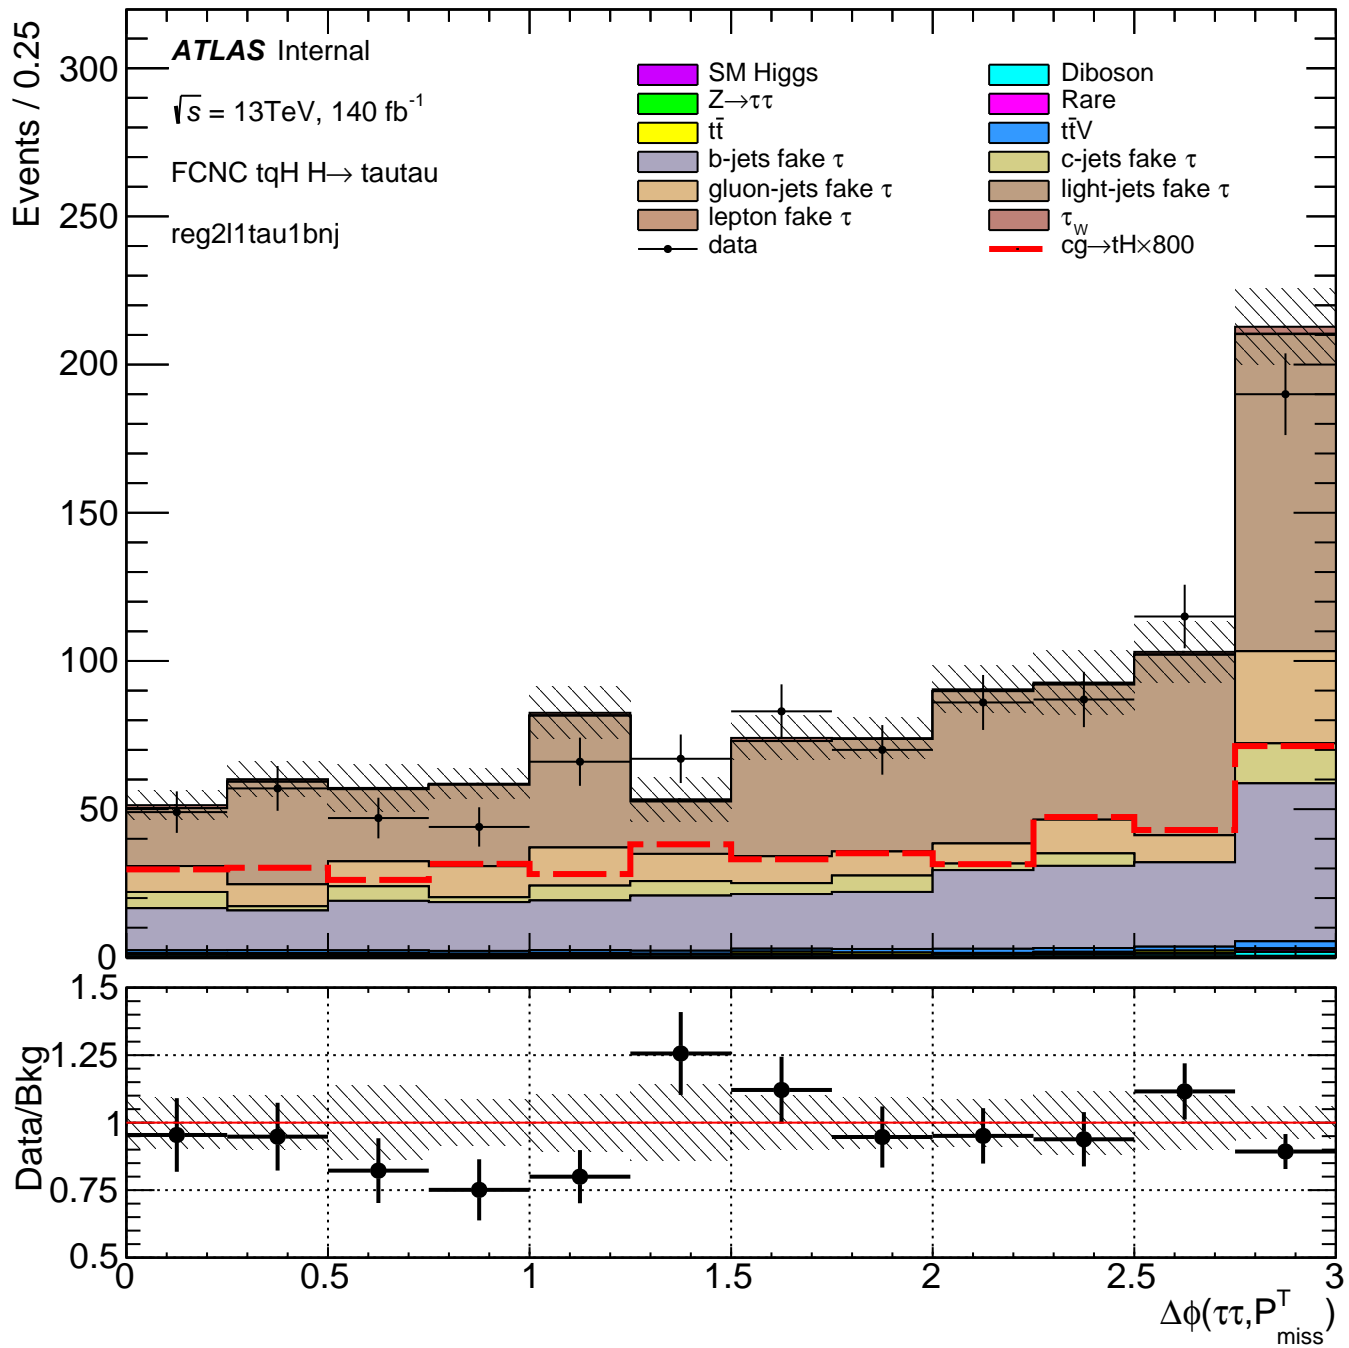 Events / 0.25
300
250
200
150
100
50
0
ATLAS Internal
√s = 13TeV, 140 fb⁻¹
FCNC tqH H→ tautau
reg2l1tau1bnj
SM Higgs
Z→ττ
tt̄
b-jets fake τ
gluon-jets fake τ
lepton fake τ
data
Diboson
Rare
tt̄V
c-jets fake τ
light-jets fake τ
τ_W
cg→tH×800
Data/Bkg
1.5
1.25
1
0.75
0.5
0 0.5 1 1.5 2 2.5 3
Δϕ(ττ,P^T_miss)